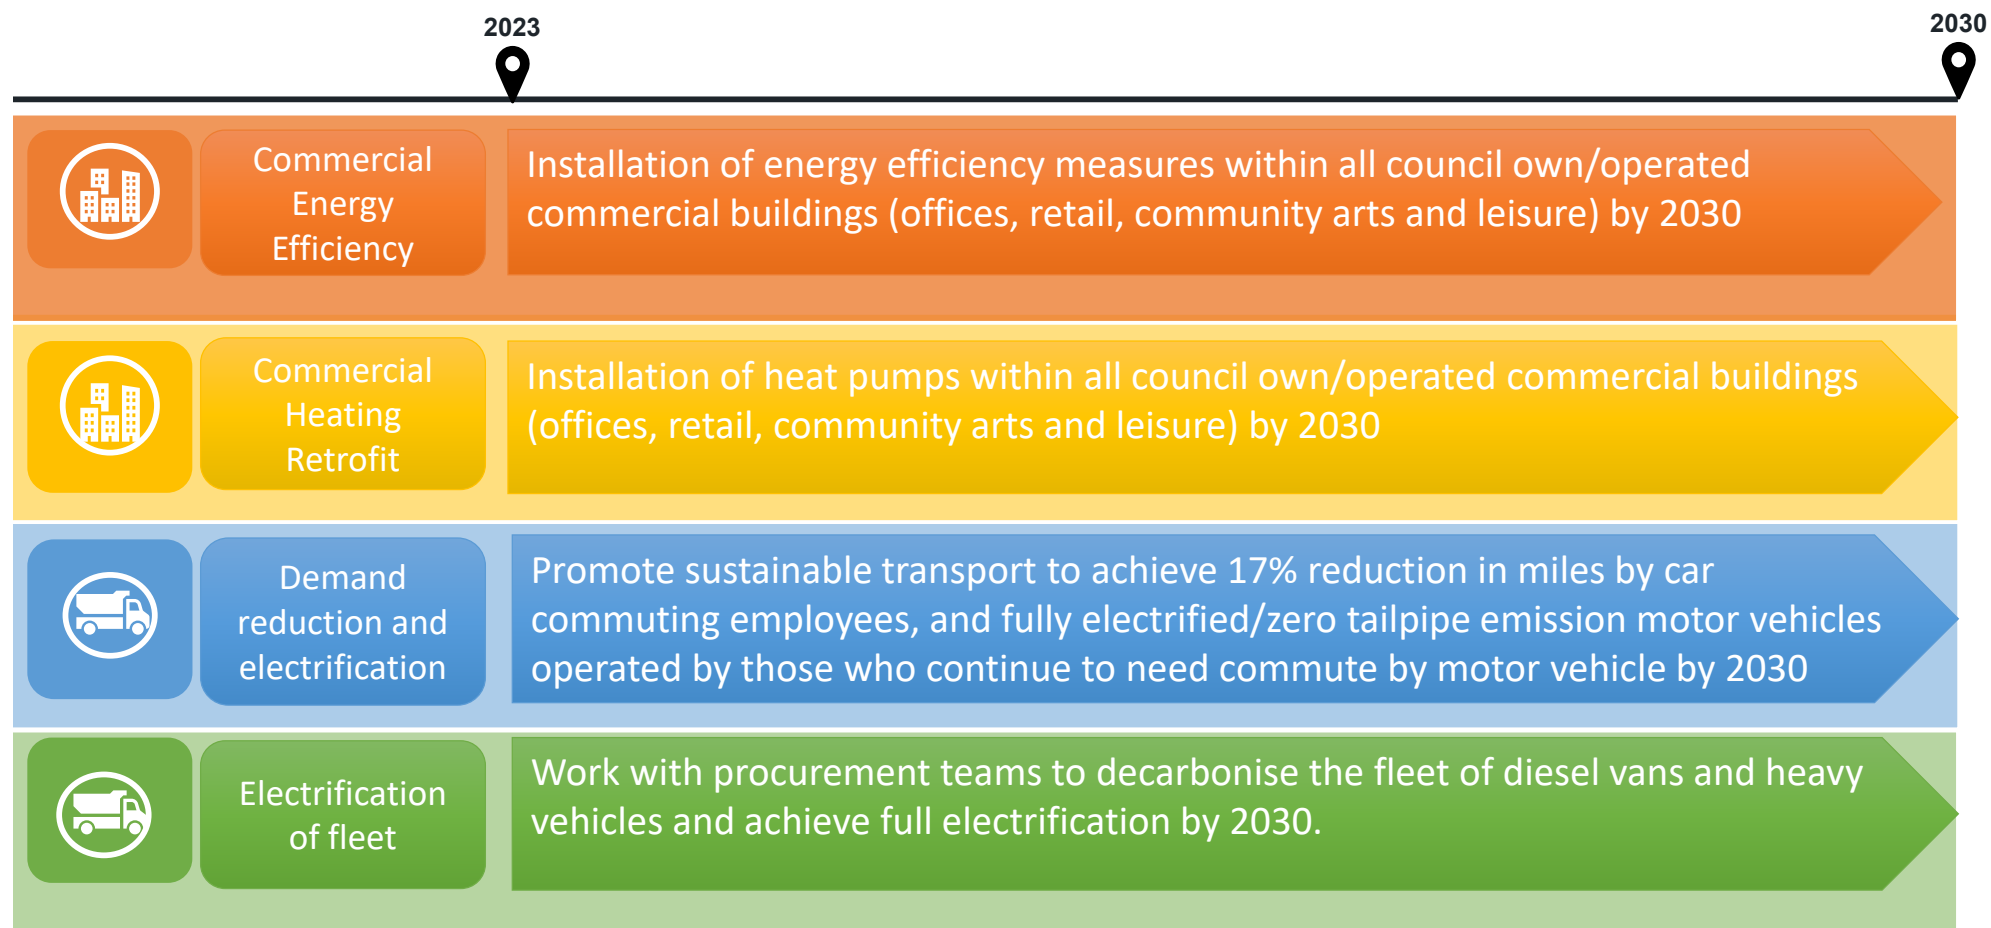 2023
2030
Commercial
Energy
Efficiency
Installation of energy efficiency measures within all council own/operated
commercial buildings (offices, retail, community arts and leisure) by 2030
Commercial
Heating
Retrofit
Installation of heat pumps within all council own/operated commercial buildings
(offices, retail, community arts and leisure) by 2030
Demand
reduction and
electrification
Promote sustainable transport to achieve 17% reduction in miles by car
commuting employees, and fully electrified/zero tailpipe emission motor vehicles
operated by those who continue to need commute by motor vehicle by 2030
Electrification
of fleet
Work with procurement teams to decarbonise the fleet of diesel vans and heavy
vehicles and achieve full electrification by 2030.